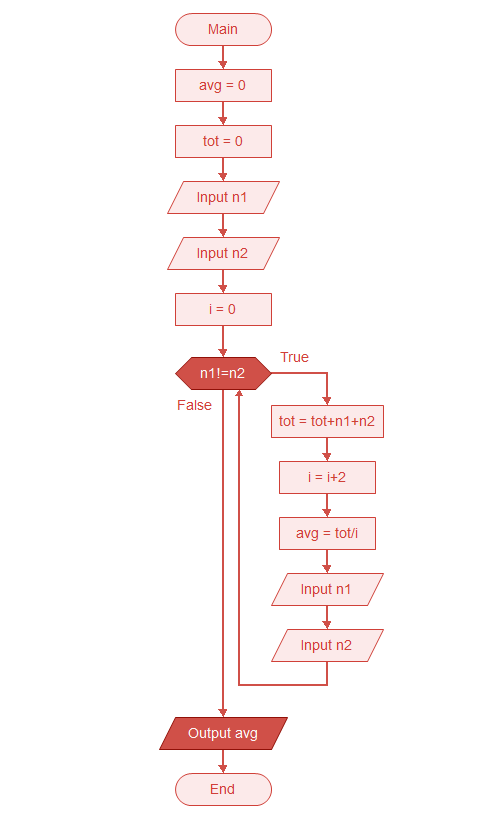 Main
avg = 0
tot = 0
Input n1
Input n2
i = 0
n1!=n2
True
False
tot = tot+n1+n2
i = i+2
avg = tot/i
Input n1
Input n2
Output avg
End